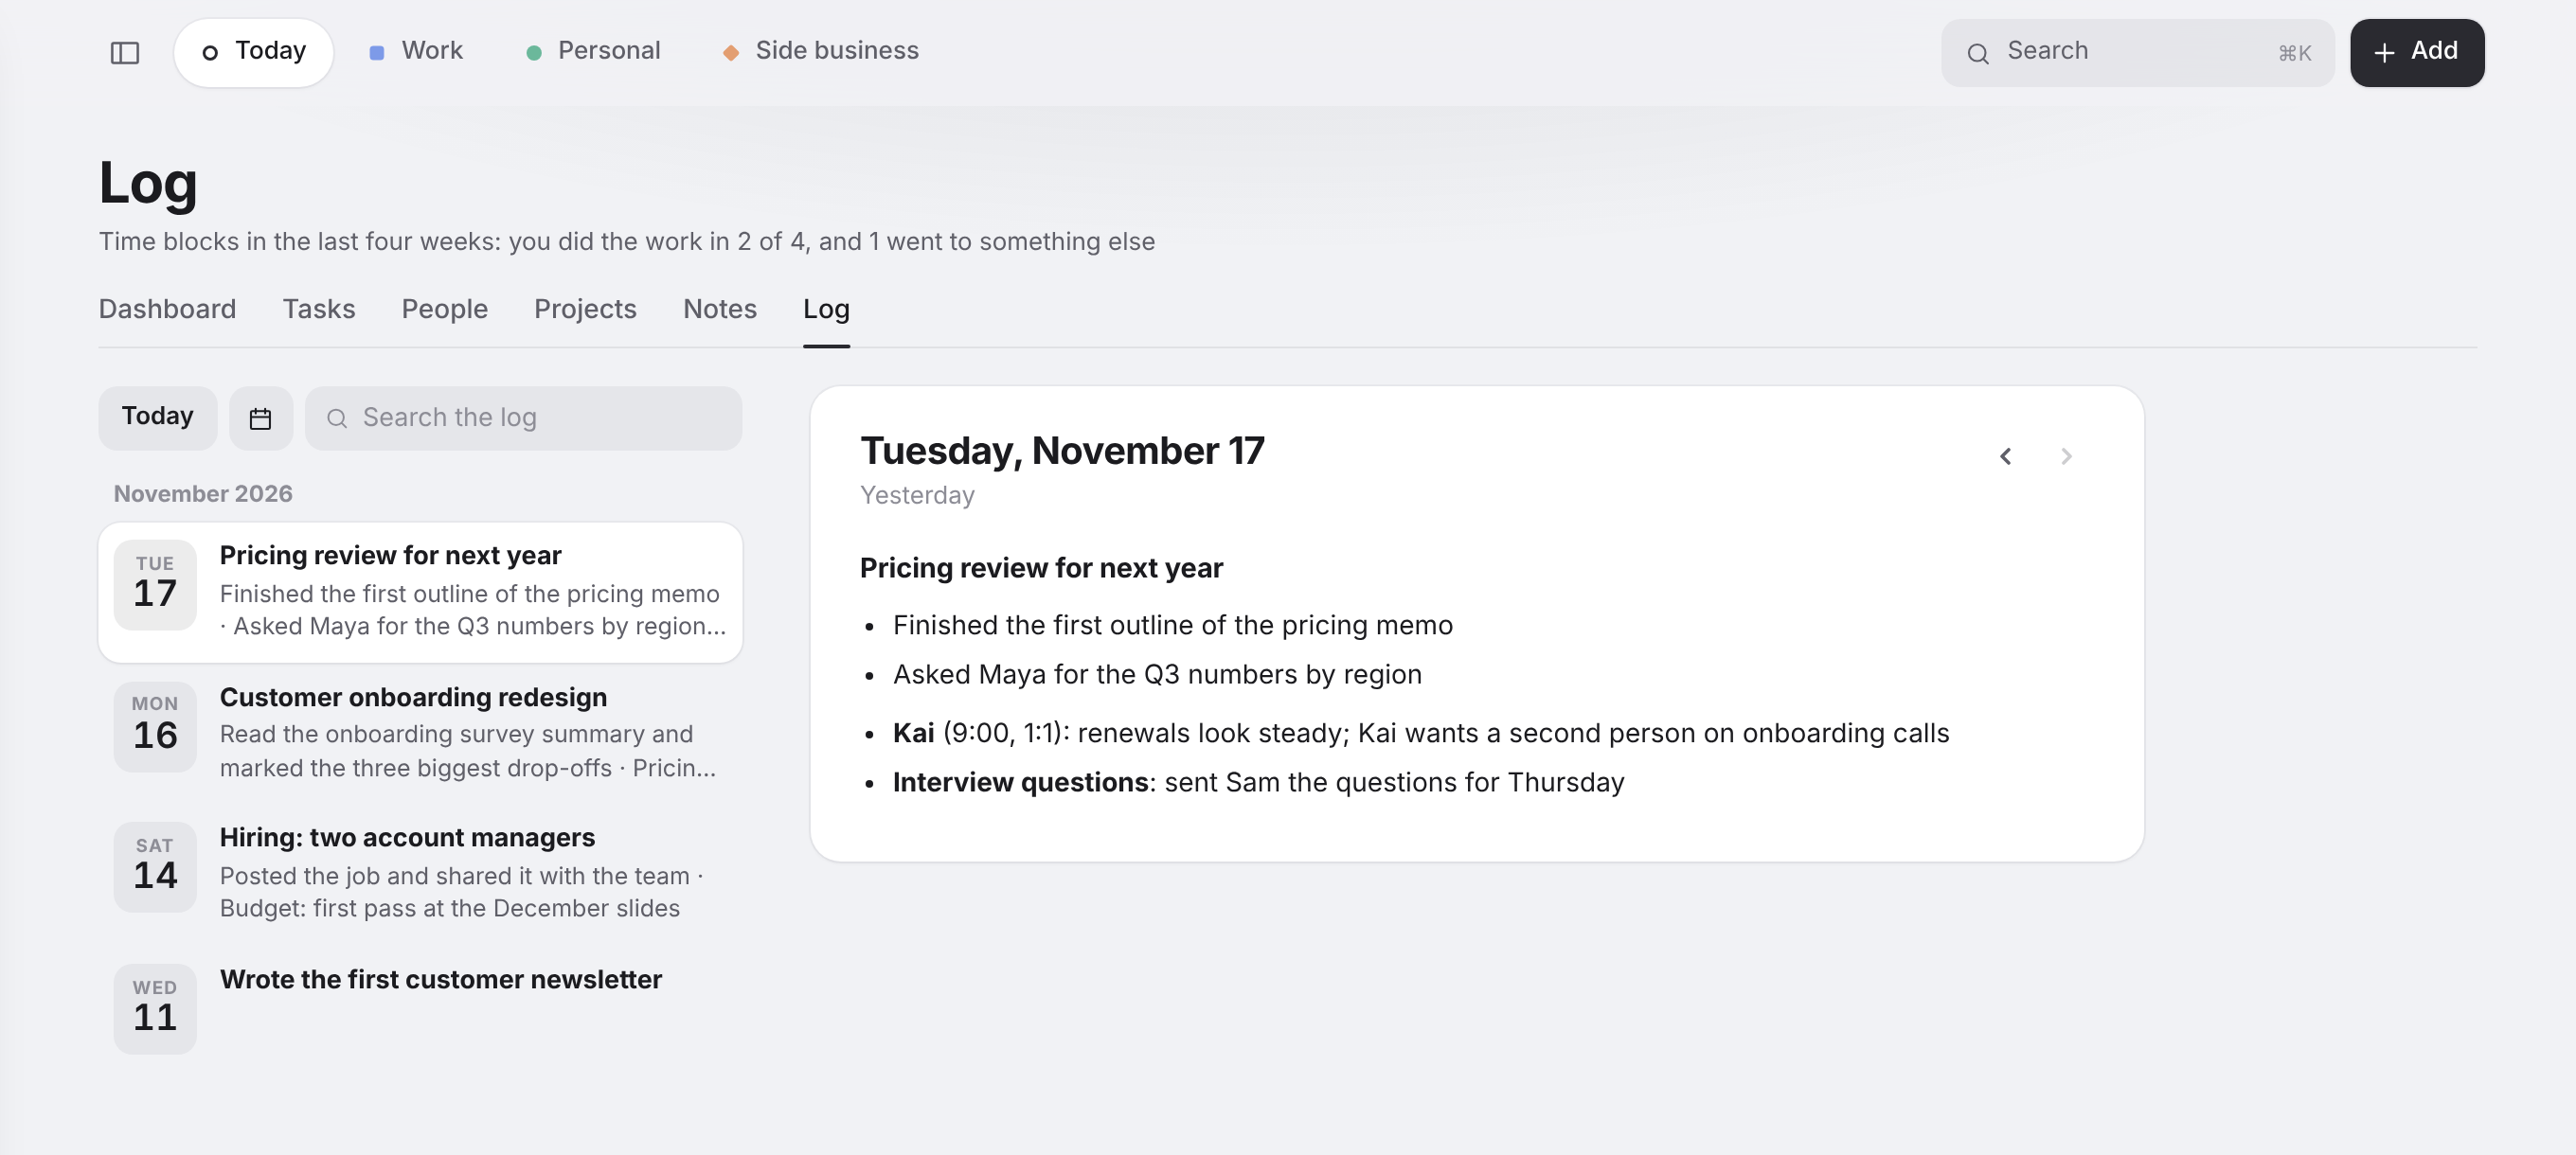 Today
Work
Personal
Side business
Search
⌘K
Add
Log
Time blocks in the last four weeks: you did the work in 2 of 4, and 1 went to something else
Dashboard
Tasks
People
Projects
Notes
Log
Today
Search the log
November 2026
TUE
17
Pricing review for next year
Finished the first outline of the pricing memo
· Asked Maya for the Q3 numbers by region...
MON
16
Customer onboarding redesign
Read the onboarding survey summary and
marked the three biggest drop-offs · Pricin...
SAT
14
Hiring: two account managers
Posted the job and shared it with the team ·
Budget: first pass at the December slides
WED
11
Wrote the first customer newsletter
Tuesday, November 17
Yesterday
Pricing review for next year
• Finished the first outline of the pricing memo
• Asked Maya for the Q3 numbers by region
• Kai (9:00, 1:1): renewals look steady; Kai wants a second person on onboarding calls
• Interview questions: sent Sam the questions for Thursday